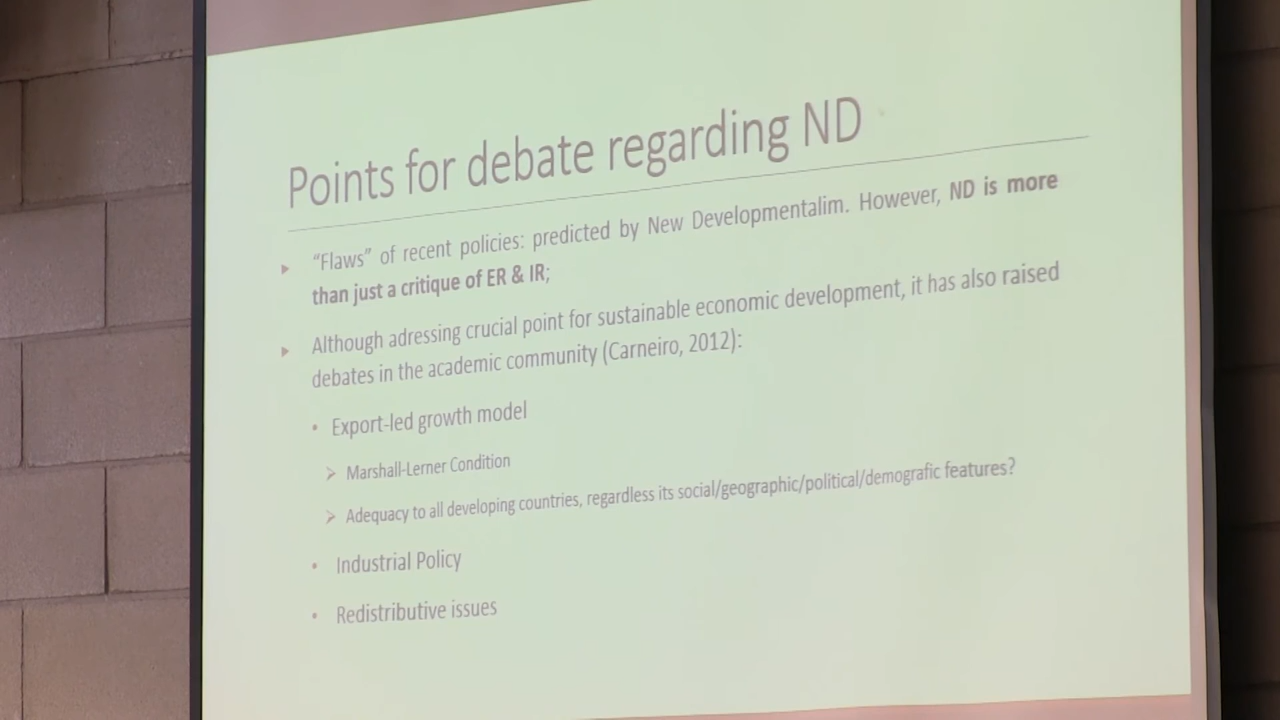 Points for debate regarding ND
"Flaws" of recent policies: predicted by New Developmentalim. However, ND is more
than just a critique of ER & IR;
Although adressing crucial point for sustainable economic development, it has also raised
debates in the academic community (Carneiro, 2012):
• Export-led growth model
Marshall-Lerner Condition
Adequacy to all developing countries, regardless its social/geographic/political/demografic features?
• Industrial Policy
• Redistributive issues